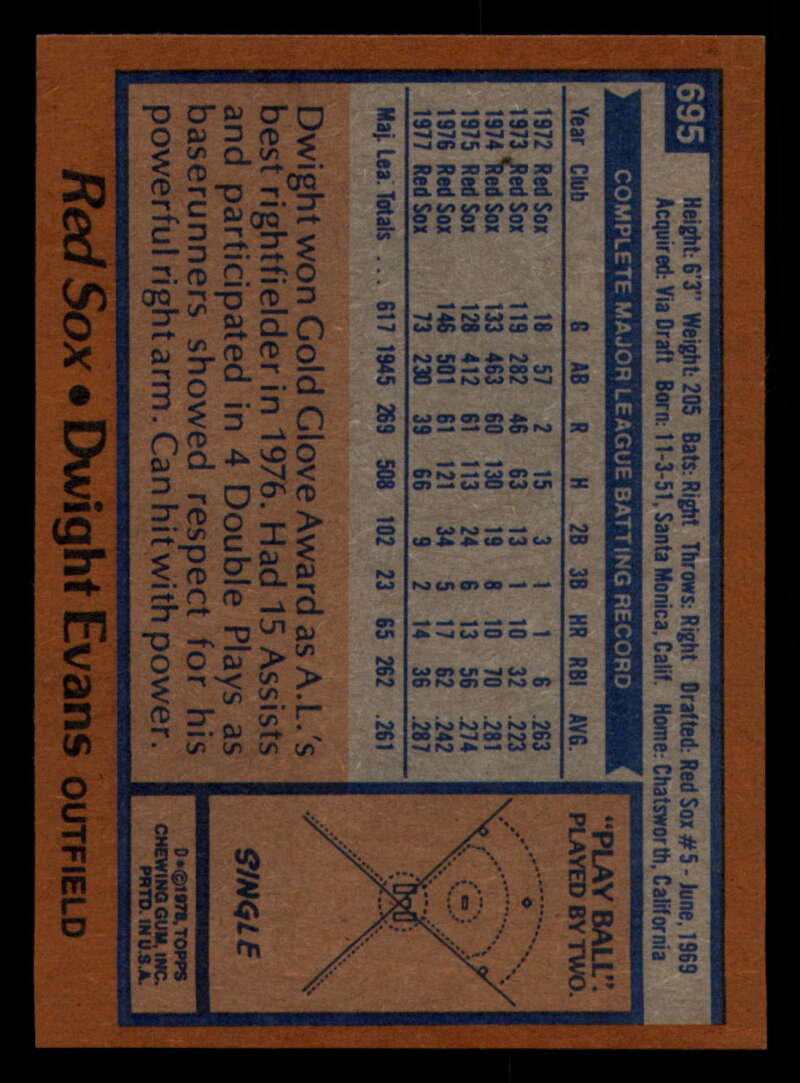 695
Height: 6'3" Weight: 205 Bats: Right Throws: Right Drafted: Red Sox #5 - June, 1969
Acquired: Via Draft Born: 11-3-51, Santa Monica, Calif. Home: Chatsworth, California
COMPLETE MAJOR LEAGUE BATTING RECORD
Year Club G AB R H 2B 3B HR RBI AVG.
1972 Red Sox 18 57 2 15 3 1 1 6 .263
1973 Red Sox 119 282 46 63 13 1 10 32 .223
1974 Red Sox 133 463 60 130 19 8 10 70 .281
1975 Red Sox 128 412 61 113 24 6 13 56 .274
1976 Red Sox 146 501 61 121 34 5 17 62 .242
1977 Red Sox 73 230 39 66 9 2 14 36 .287
Maj. Lea. Totals ... 617 1945 269 508 102 23 65 262 .261
Dwight won Gold Glove Award as A.L.'s
best rightfielder in 1976. Had 15 Assists
and participated in 4 Double Plays as
baserunners showed respect for his
powerful right arm. Can hit with power.
"PLAY BALL".
PLAYED BY TWO.
SINGLE
D*©1978, TOPPS
CHEWING GUM, INC.
PRTD. IN U.S.A.
Red Sox • Dwight Evans OUTFIELD